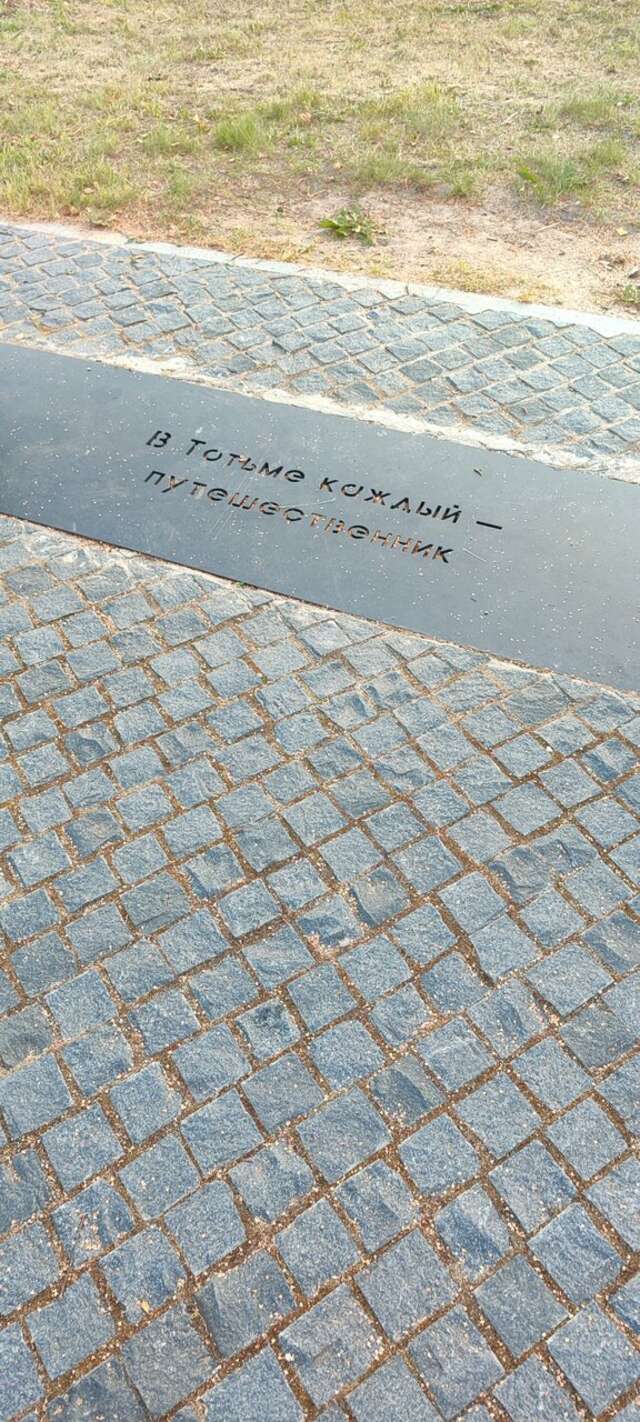 В Тотьме каждый —
путешественник